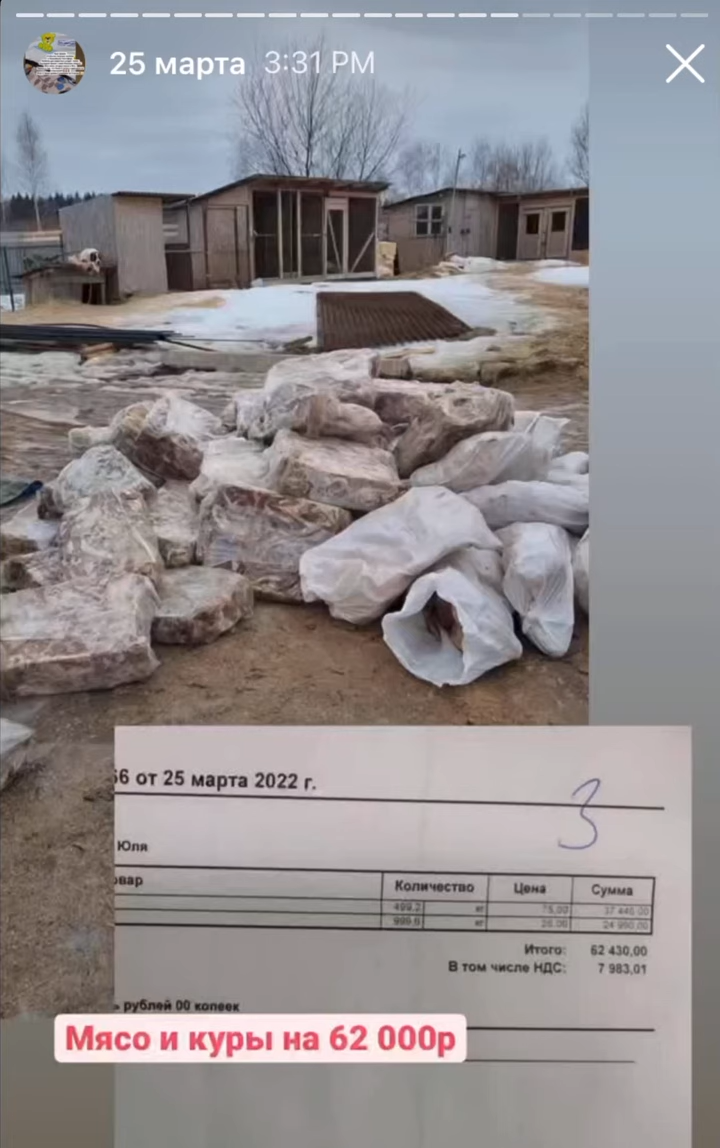 25 марта 3:31 PM
66 от 25 марта 2022 г.
3
Юля
овар Количество Цена Сумма
499,2 кг 75,00 37 440,00
999,6 кг 25,00 24 990,00
Итого: 62 430,00
В том числе НДС: 7 983,01
ь рублей 00 копеек
Мясо и куры на 62 000р